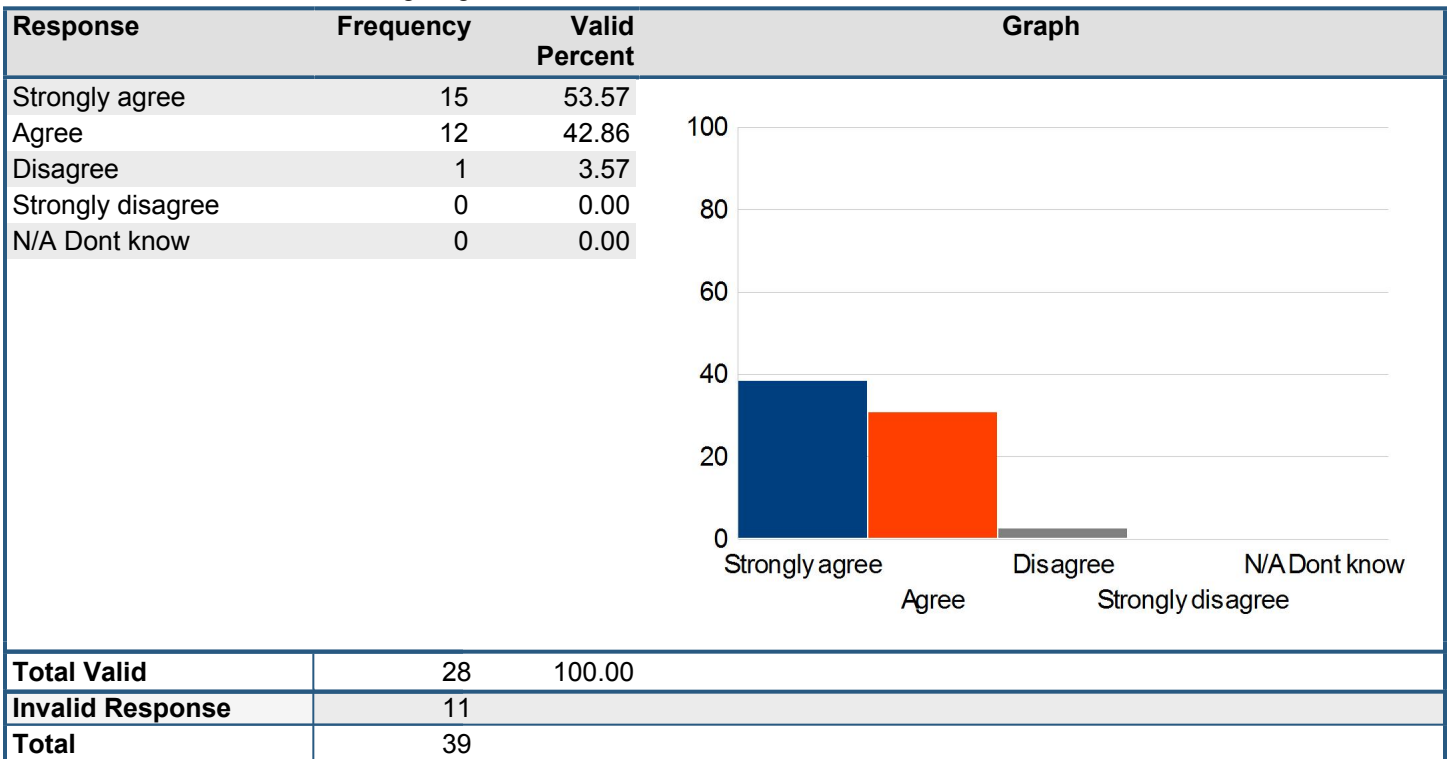 Response Frequency Valid Percent Graph
Strongly agree 15 53.57
Agree 12 42.86
Disagree 1 3.57
Strongly disagree 0 0.00
N/A Dont know 0 0.00
100
80
60
40
20
0
Strongly agree Disagree N/A Dont know
Agree Strongly disagree
Total Valid 28 100.00
Invalid Response 11
Total 39